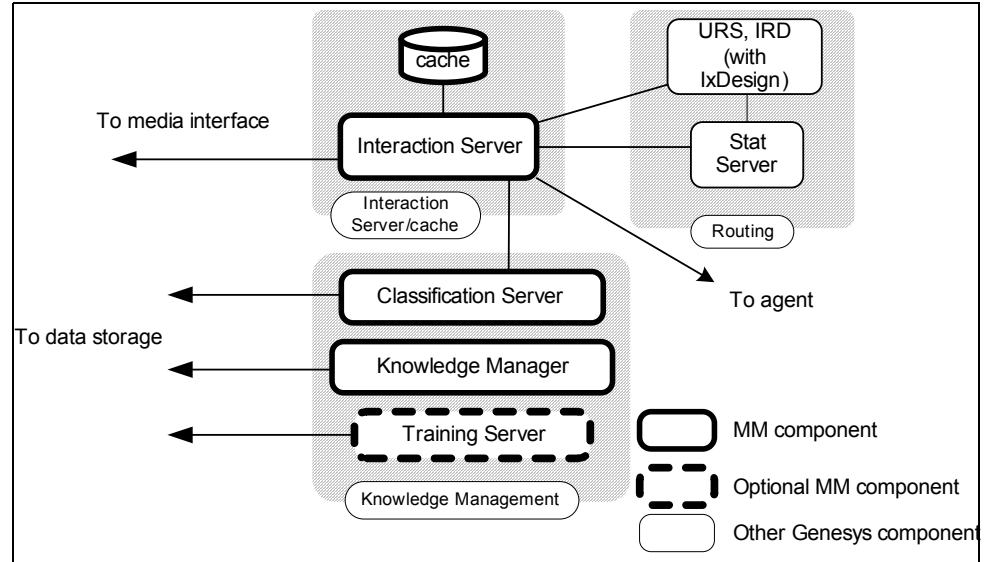 cache
URS, IRD
(with
IxDesign)
To media interface
Interaction Server
Stat
Server
Interaction
Server/cache
Routing
Classification Server
To agent
To data storage
Knowledge Manager
Training Server
MM component
Knowledge Management
Optional MM component
Other Genesys component